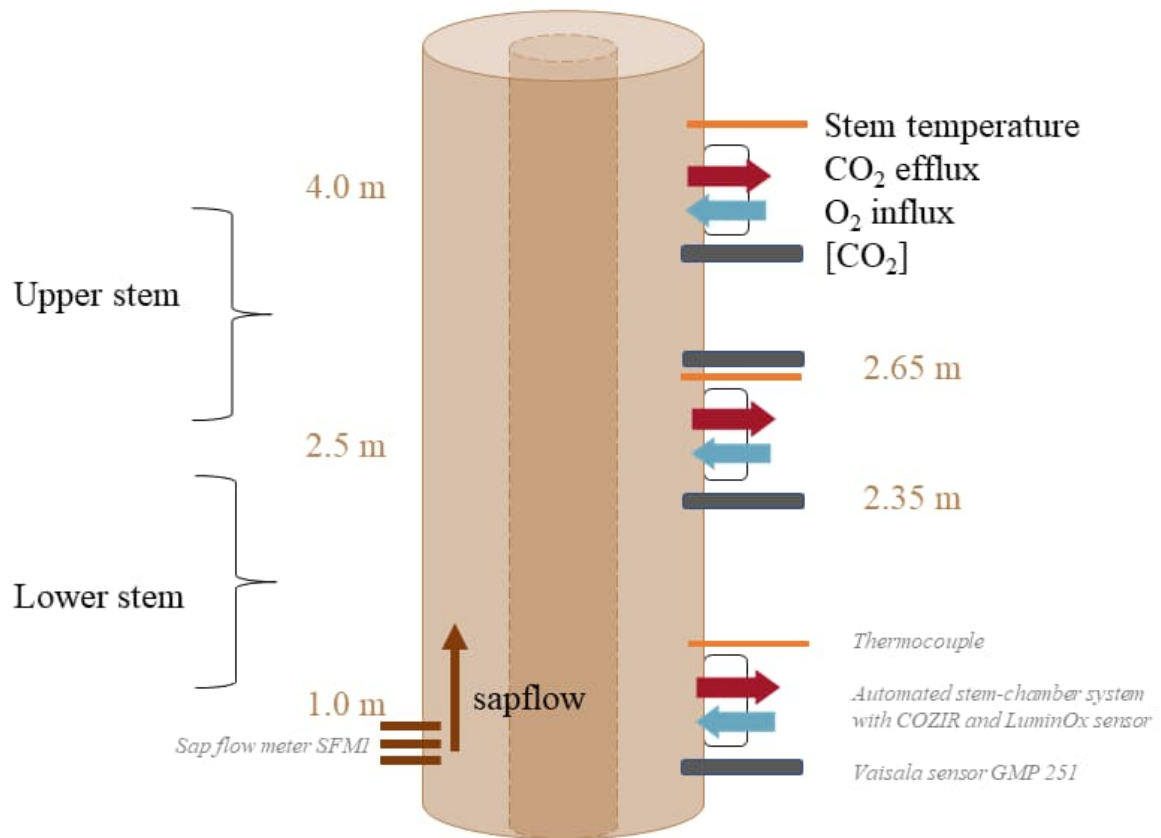 Stem temperature
CO₂ efflux
4.0 m
O₂ influx
[CO₂]
Upper stem
2.65 m
2.5 m
2.35 m
Lower stem
Thermocouple
sapflow
1.0 m
Automated stem-chamber system
with COZIR and LuminOx sensor
Sap flow meter SFM1
Vaisala sensor GMP 251